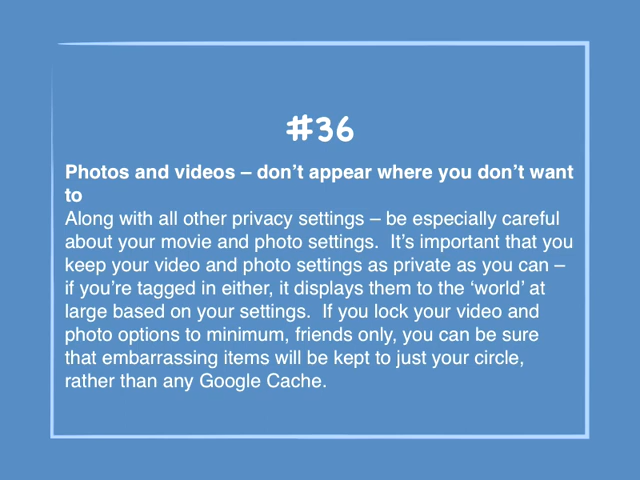 #36
Photos and videos – don’t appear where you don’t want
to
Along with all other privacy settings – be especially careful
about your movie and photo settings.  It’s important that you
keep your video and photo settings as private as you can –
if you’re tagged in either, it displays them to the ‘world’ at
large based on your settings.  If you lock your video and
photo options to minimum, friends only, you can be sure
that embarrassing items will be kept to just your circle,
rather than any Google Cache.